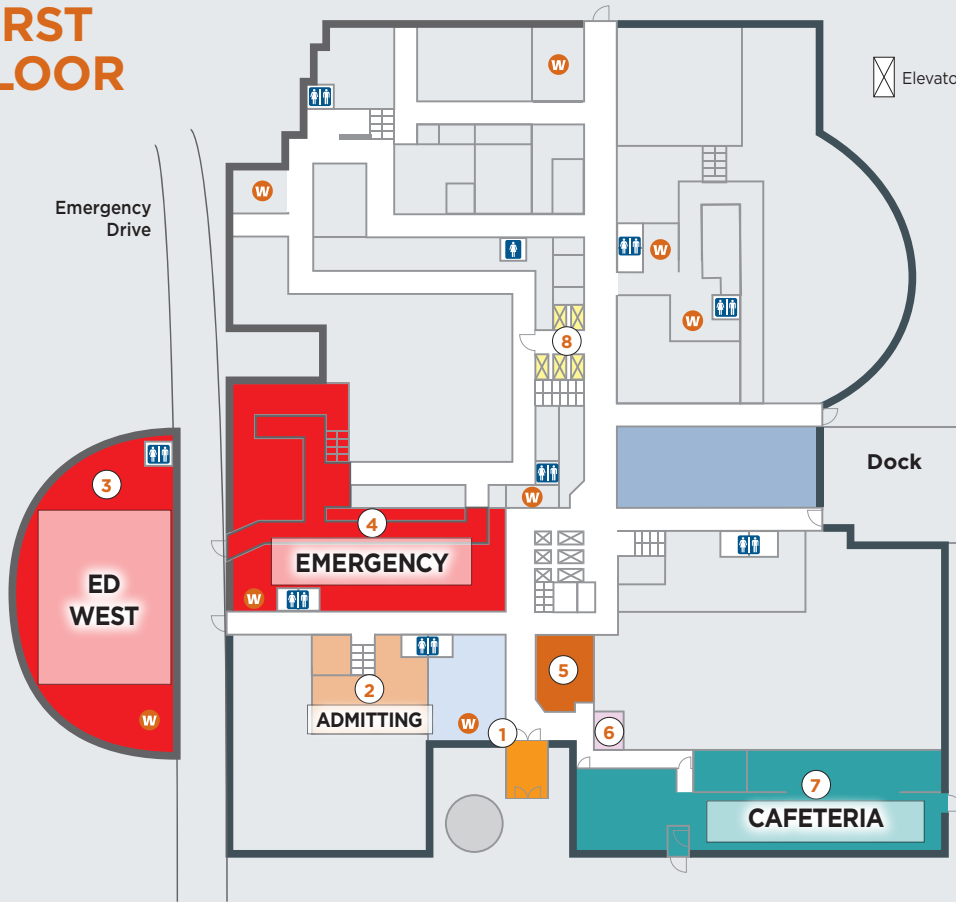 RST
LOOR
W
Elevato
W
Emergency
Drive
W
8
W
Dock
3
W
4
EMERGENCY
ED
WEST
W
5
2
ADMITTING
W
1
6
W
7
CAFETERIA